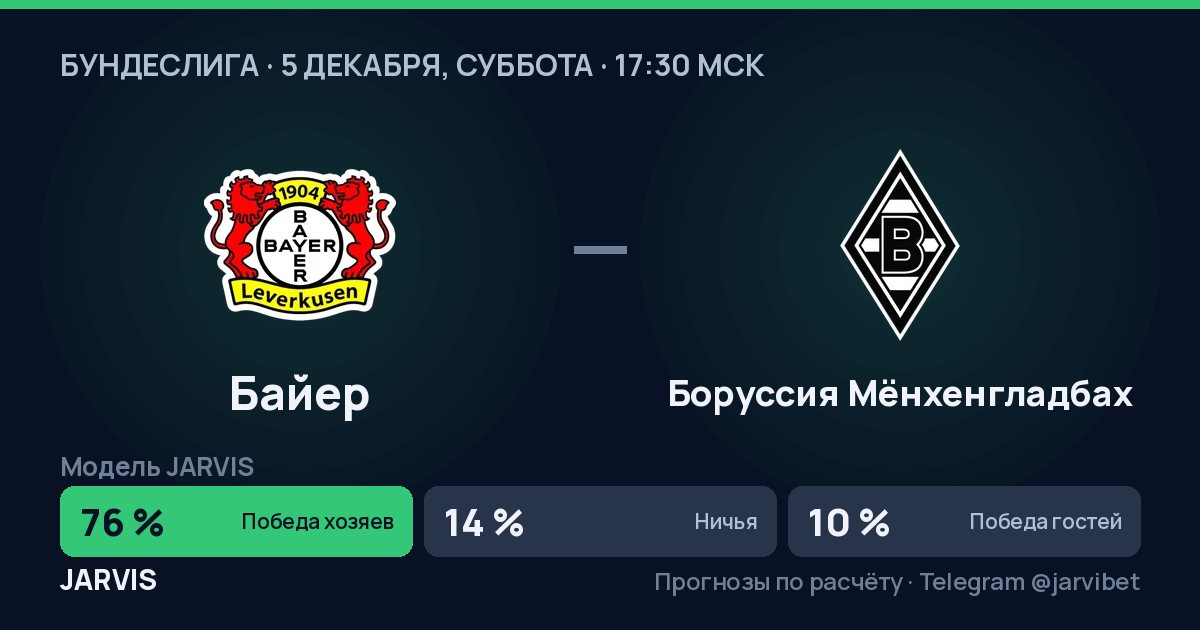 БУНДЕСЛИГА · 5 ДЕКАБРЯ, СУББОТА · 17:30 МСК
1904
BAYER
BAYER
Leverkusen
B
Байер
Боруссия Мёнхенгладбах
Модель JARVIS
76 % Победа хозяев
14 % Ничья
10 % Победа гостей
JARVIS
Прогнозы по расчёту · Telegram @jarvibet